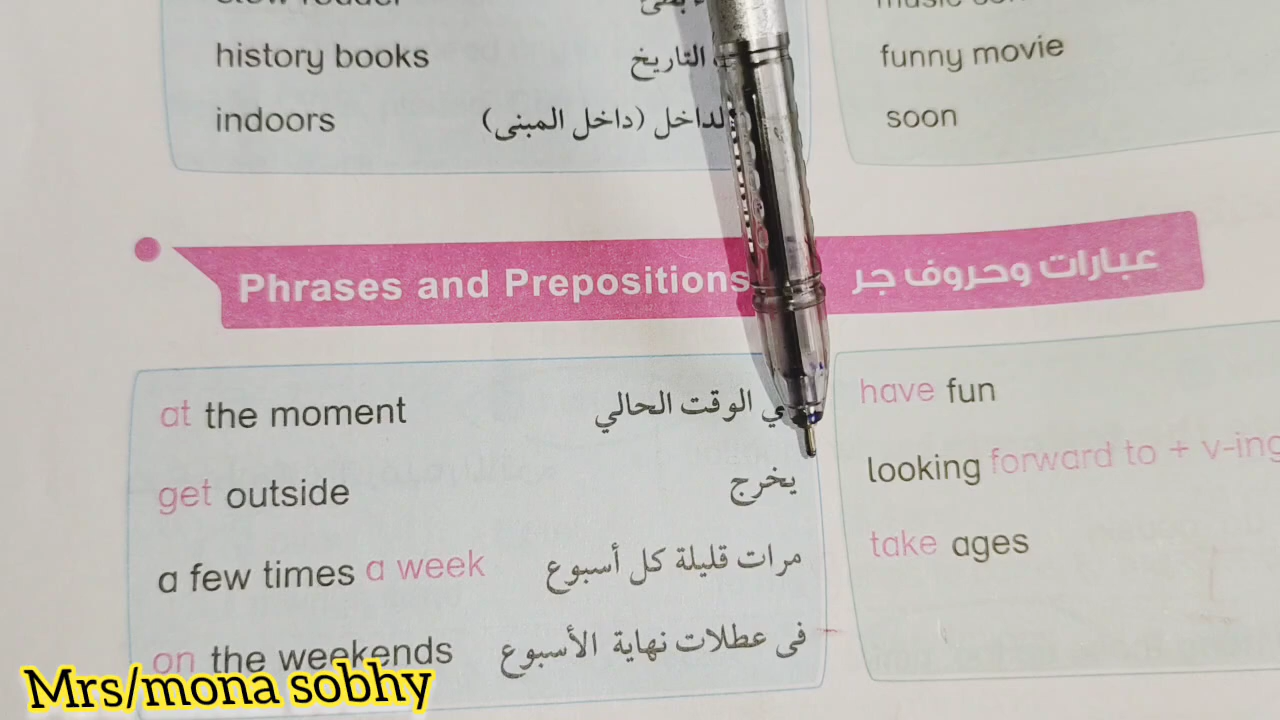 history books التاريخ
indoors (داخل المبنى)
funny movie
soon
Phrases and Prepositions عبارات وحروف جر
at the moment الوقت الحالي
get outside يخرج
a few times a week مرات قليلة كل أسبوع
on the weekends فى عطلات نهاية الأسبوع
have fun
looking forward to + v-ing
take ages
Mrs/mona sobhy